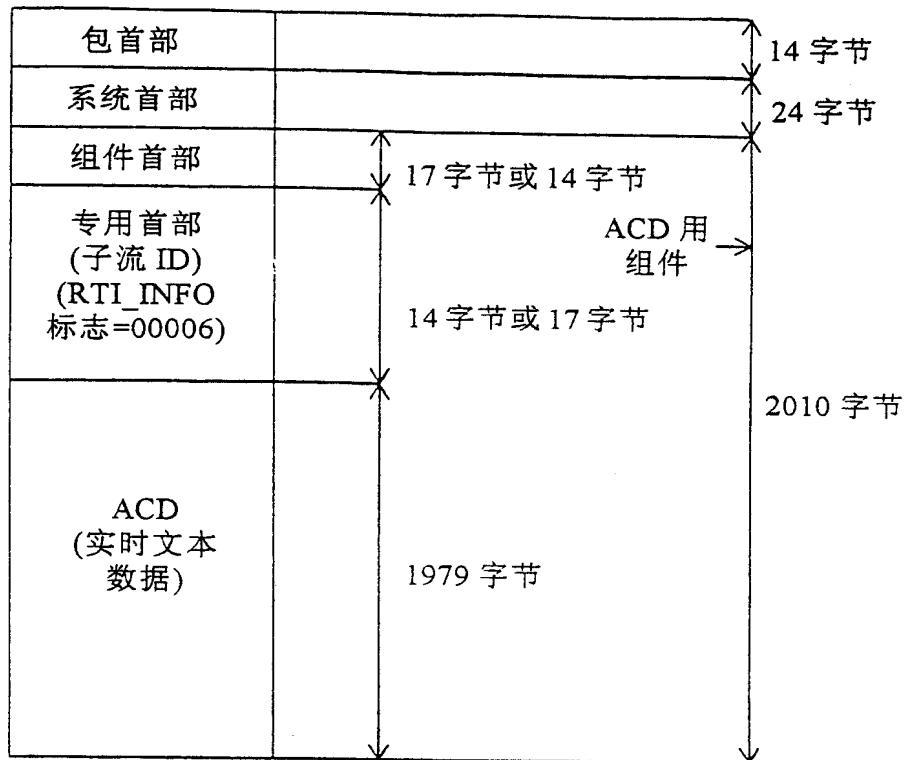 包首部
14 字节
系统首部
24 字节
组件首部
17 字节或 14 字节
专用首部
(子流 ID)
(RTI_INFO
标志=00006)
14 字节或 17 字节
ACD 用
组件
2010 字节
ACD
(实时文本
数据)
1979 字节